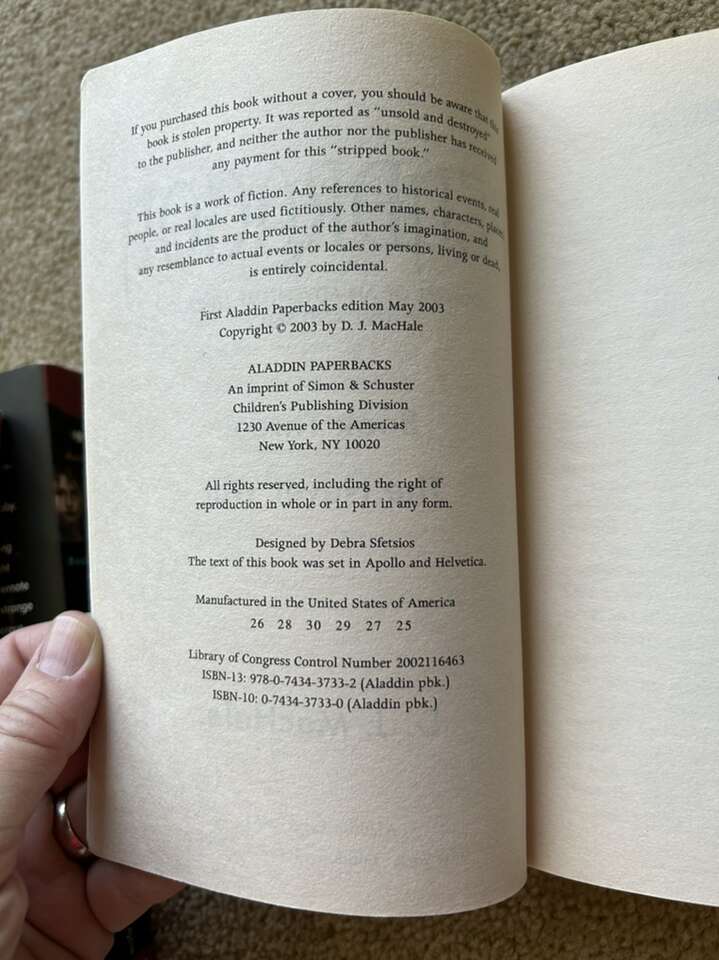 If you purchased this book without a cover, you should be aware that this
book is stolen property. It was reported as "unsold and destroyed"
to the publisher, and neither the author nor the publisher has received
any payment for this "stripped book."
This book is a work of fiction. Any references to historical events, real
people, or real locales are used fictitiously. Other names, characters, places
and incidents are the product of the author's imagination, and
any resemblance to actual events or locales or persons, living or dead,
is entirely coincidental.
First Aladdin Paperbacks edition May 2003
Copyright © 2003 by D. J. MacHale
ALADDIN PAPERBACKS
An imprint of Simon & Schuster
Children's Publishing Division
1230 Avenue of the Americas
New York, NY 10020
All rights reserved, including the right of
reproduction in whole or in part in any form.
Designed by Debra Sfetsios
The text of this book was set in Apollo and Helvetica.
Manufactured in the United States of America
26 28 30 29 27 25
Library of Congress Control Number 2002116463
ISBN-13: 978-0-7434-3733-2 (Aladdin pbk.)
ISBN-10: 0-7434-3733-0 (Aladdin pbk.)